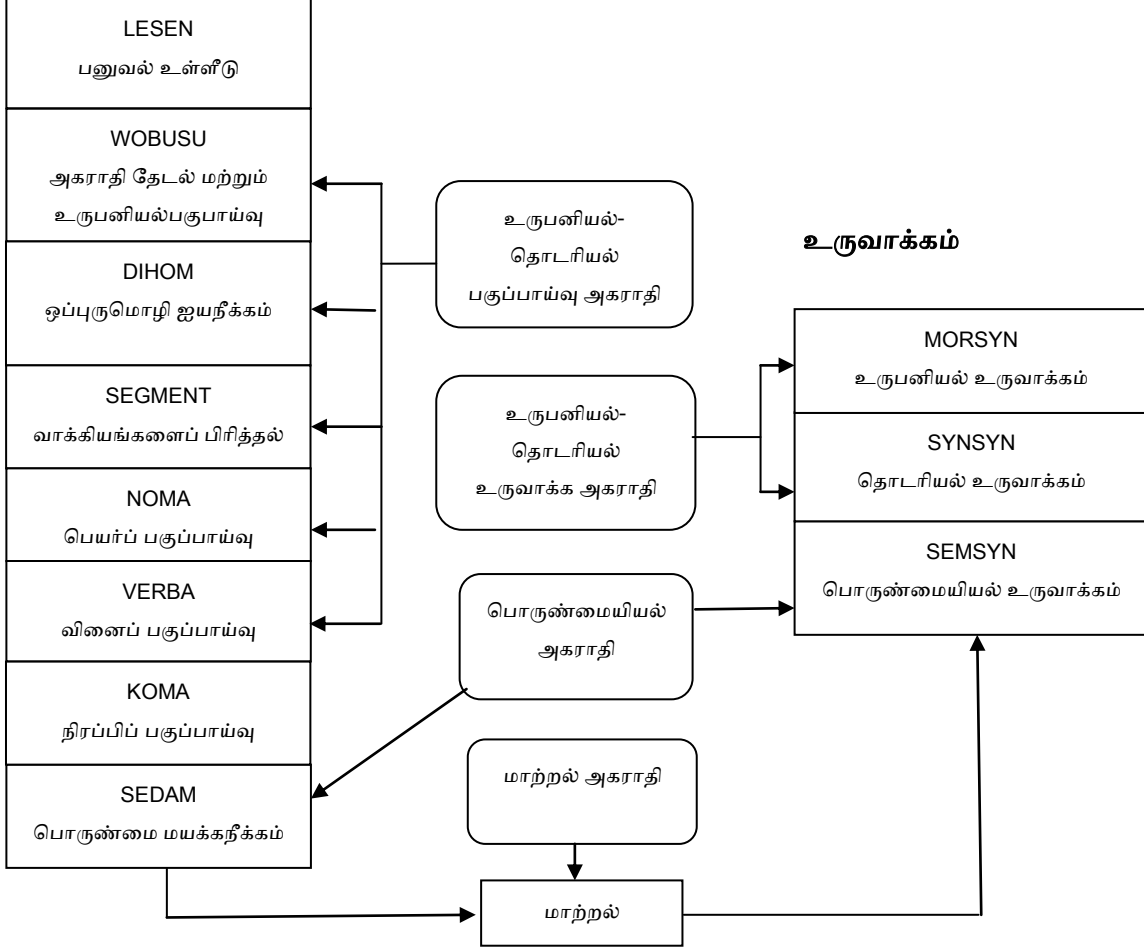 LESEN
பனுவல் உள்ளீடு
WOBUSU
அகராதி தேடல் மற்றும்
உருபனியல்பகுபாய்வு
DIHOM
ஒப்புருமொழி ஐயநீக்கம்
SEGMENT
வாக்கியங்களைப் பிரித்தல்
NOMA
பெயர்ப் பகுப்பாய்வு
VERBA
வினைப் பகுப்பாய்வு
KOMA
நிரப்பிப் பகுப்பாய்வு
SEDAM
பொருண்மை மயக்கநீக்கம்
உருபனியல்-
தொடரியல்
பகுப்பாய்வு அகராதி
உருபனியல்-
தொடரியல்
உருவாக்க அகராதி
பொருண்மையியல்
அகராதி
மாற்றல் அகராதி
மாற்றல்
உருவாக்கம்
MORSYN
உருபனியல் உருவாக்கம்
SYNSYN
தொடரியல் உருவாக்கம்
SEMSYN
பொருண்மையியல் உருவாக்கம்